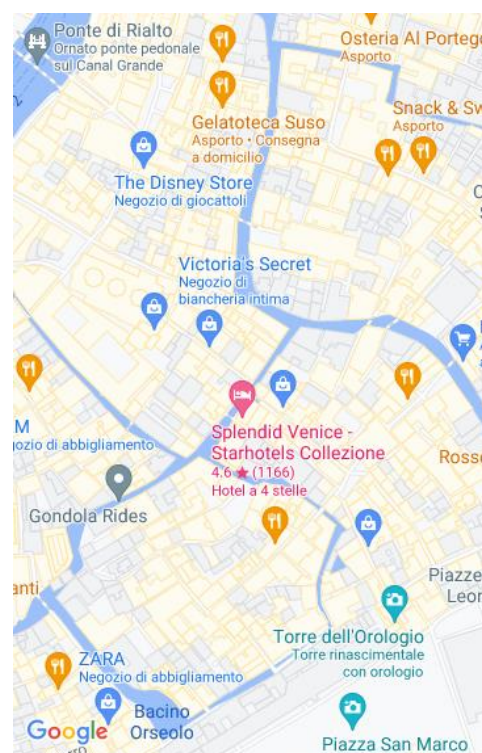 Ponte di Rialto
Ornato ponte pedonale
sul Canal Grande
Osteria Al Porteg
Asporto
Gelatoteca Suso
Asporto • Consegna
a domicilio
Snack & Sw
Asporto
The Disney Store
Negozio di giocattoli
Victoria's Secret
Negozio di
biancheria intima
M
gozio di abbigliamento
Splendid Venice -
Starhotels Collezione
4.6 ★ (1166)
Hotel a 4 stelle
Rosso
Gondola Rides
Piazze
Leon
anti
Torre dell'Orologio
Torre rinascimentale
con orologio
ZARA
Negozio di abbigliamento
Bacino
Orseolo
Google
Piazza San Marco
2